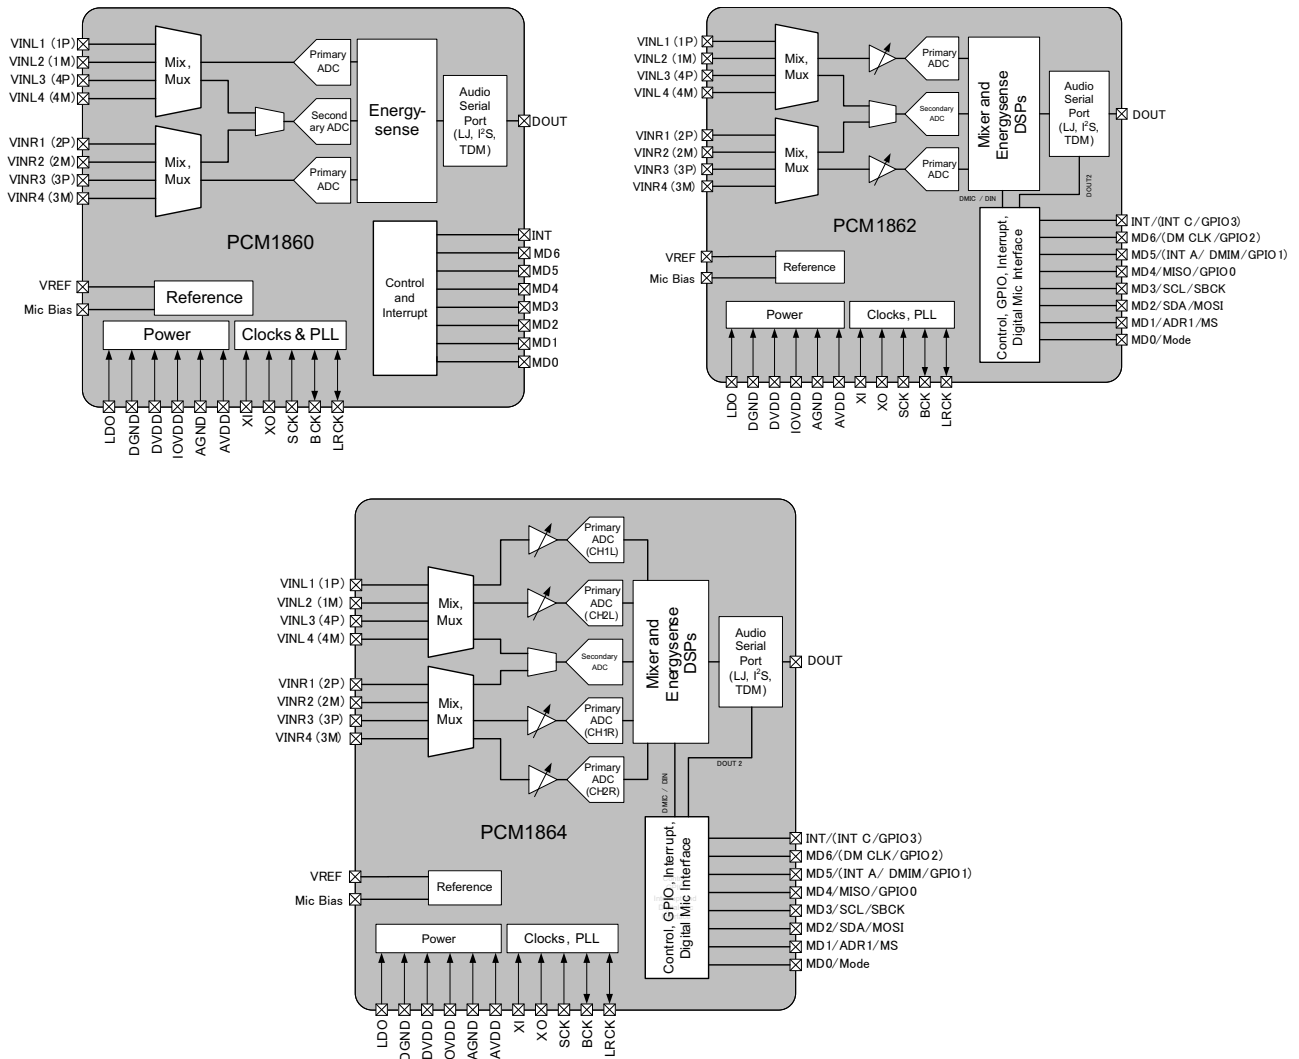 VINL1 (1P)
VINL2 (1M)
VINL3 (4P)
VINL4 (4M)
VINR1 (2P)
VINR2 (2M)
VINR3 (3P)
VINR4 (3M)
Mix,
Mux
Mix,
Mux
Primary
ADC
Second
ary ADC
Primary
ADC
Energy-
sense
Audio
Serial
Port
(LJ, I²S,
TDM)
DOUT
PCM1860
VREF
Mic Bias
Reference
Control
and
Interrupt
INT
MD6
MD5
MD4
MD3
MD2
MD1
MD0
Power
Clocks & PLL
LDO
DGND
DVDD
IOVDD
AGND
AVDD
XI
XO
SCK
BCK
LRCK
VINL1 (1P)
VINL2 (1M)
VINL3 (4P)
VINL4 (4M)
VINR1 (2P)
VINR2 (2M)
VINR3 (3P)
VINR4 (3M)
Mix,
Mux
Mix,
Mux
Primary
ADC
Secondary
ADC
Primary
ADC
Mixer and
Energysense
DSPs
Audio
Serial
Port
(LJ, I²S,
TDM)
DOUT
DMIC / DIN
DOUT2
PCM1862
VREF
Mic Bias
Reference
Control, GPIO, Interrupt,
Digital Mic Interface
INT/(INT C/GPIO3)
MD6/(DM CLK/GPIO2)
MD5/(INT A/ DMIM/GPIO1)
MD4/MISO/GPIO0
MD3/SCL/SBCK
MD2/SDA/MOSI
MD1/ADR1/MS
MD0/Mode
Power
Clocks, PLL
LDO
DGND
DVDD
IOVDD
AGND
AVDD
XI
XO
SCK
BCK
LRCK
VINL1 (1P)
VINL2 (1M)
VINL3 (4P)
VINL4 (4M)
VINR1 (2P)
VINR2 (2M)
VINR3 (3P)
VINR4 (3M)
Mix,
Mux
Mix,
Mux
Primary
ADC
(CH1L)
Primary
ADC
(CH2L)
Secondary
ADC
Primary
ADC
(CH1R)
Primary
ADC
(CH2R)
Mixer and
Energysense
DSPs
Audio
Serial
Port
(LJ, I²S,
TDM)
DOUT
DMIC / DIN
DOUT 2
PCM1864
VREF
Mic Bias
Reference
Control, GPIO, Interrupt,
Digital Mic Interface
INT/(INT C/GPIO3)
MD6/(DM CLK/GPIO2)
MD5/(INT A/ DMIM/GPIO1)
MD4/MISO/GPIO0
MD3/SCL/SBCK
MD2/SDA/MOSI
MD1/ADR1/MS
MD0/Mode
Power
Clocks, PLL
LDO
DGND
DVDD
IOVDD
AGND
AVDD
XI
XO
SCK
BCK
LRCK